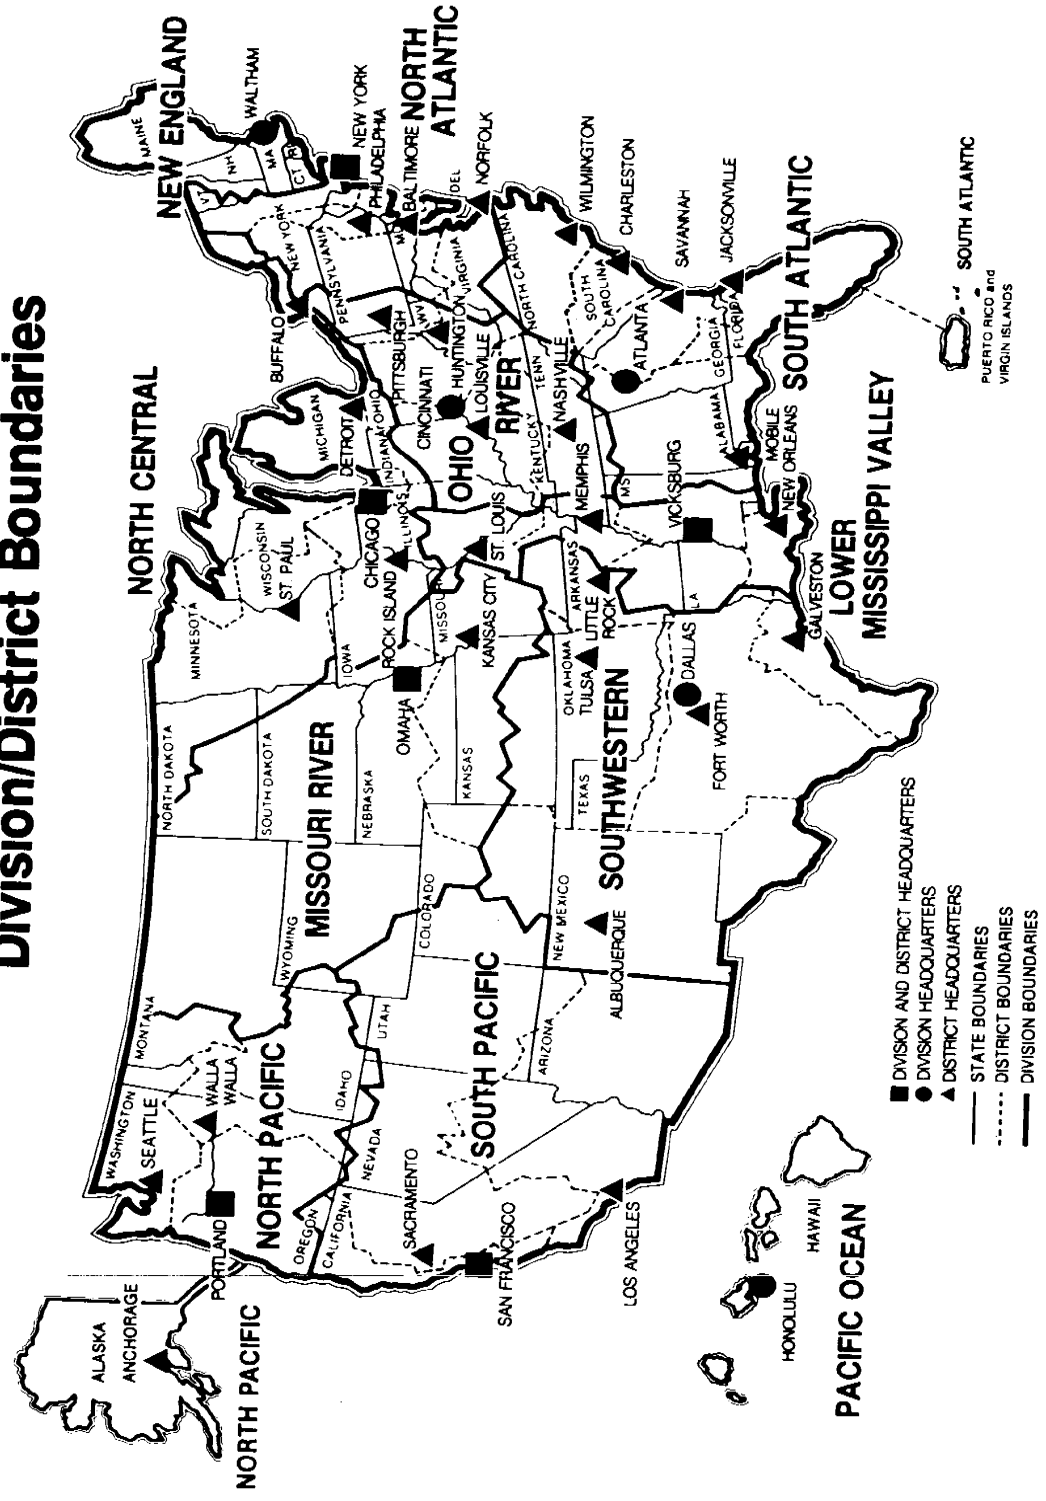 Division/District Boundaries
NORTH PACIFIC
ALASKA
ANCHORAGE
WASHINGTON
SEATTLE
PORTLAND
WALLA
WALLA
NORTH PACIFIC
OREGON
IDAHO
MONTANA
WYOMING
CALIFORNIA
NEVADA
UTAH
SACRAMENTO
SAN FRANCISCO
LOS ANGELES
SOUTH PACIFIC
ARIZONA
COLORADO
NEW MEXICO
ALBUQUERQUE
NORTH DAKOTA
SOUTH DAKOTA
NEBRASKA
KANSAS
MISSOURI RIVER
OMAHA
KANSAS CITY
MISSOURI
SOUTHWESTERN
TEXAS
OKLAHOMA
TULSA
LITTLE
ROCK
ARKANSAS
DALLAS
FORT WORTH
GALVESTON
NORTH CENTRAL
MINNESOTA
WISCONSIN
ST. PAUL
IOWA
ROCK ISLAND
CHICAGO
ILLINOIS
MICHIGAN
DETROIT
BUFFALO
INDIANA
OHIO
ST. LOUIS
MEMPHIS
VICKSBURG
LA
MS
NEW ORLEANS
LOWER
MISSISSIPPI VALLEY
OHIO
RIVER
CINCINNATI
LOUISVILLE
HUNTINGTON
PITTSBURGH
NASHVILLE
KENTUCKY
TENN
WV
NEW ENGLAND
MAINE
VT
NH
MA
CT
RI
WALTHAM
NORTH
ATLANTIC
NEW YORK
NEW YORK
PENNSYLVANIA
PHILADELPHIA
BALTIMORE
MD
DEL
VIRGINIA
NORFOLK
SOUTH ATLANTIC
NORTH CAROLINA
SOUTH
CAROLINA
WILMINGTON
CHARLESTON
SAVANNAH
JACKSONVILLE
ATLANTA
GEORGIA
FLORIDA
ALABAMA
MOBILE
SOUTH ATLANTIC
PUERTO RICO and
VIRGIN ISLANDS
HAWAII
HONOLULU
PACIFIC OCEAN
DIVISION AND DISTRICT HEADQUARTERS
DIVISION HEADQUARTERS
DISTRICT HEADQUARTERS
STATE BOUNDARIES
DISTRICT BOUNDARIES
DIVISION BOUNDARIES